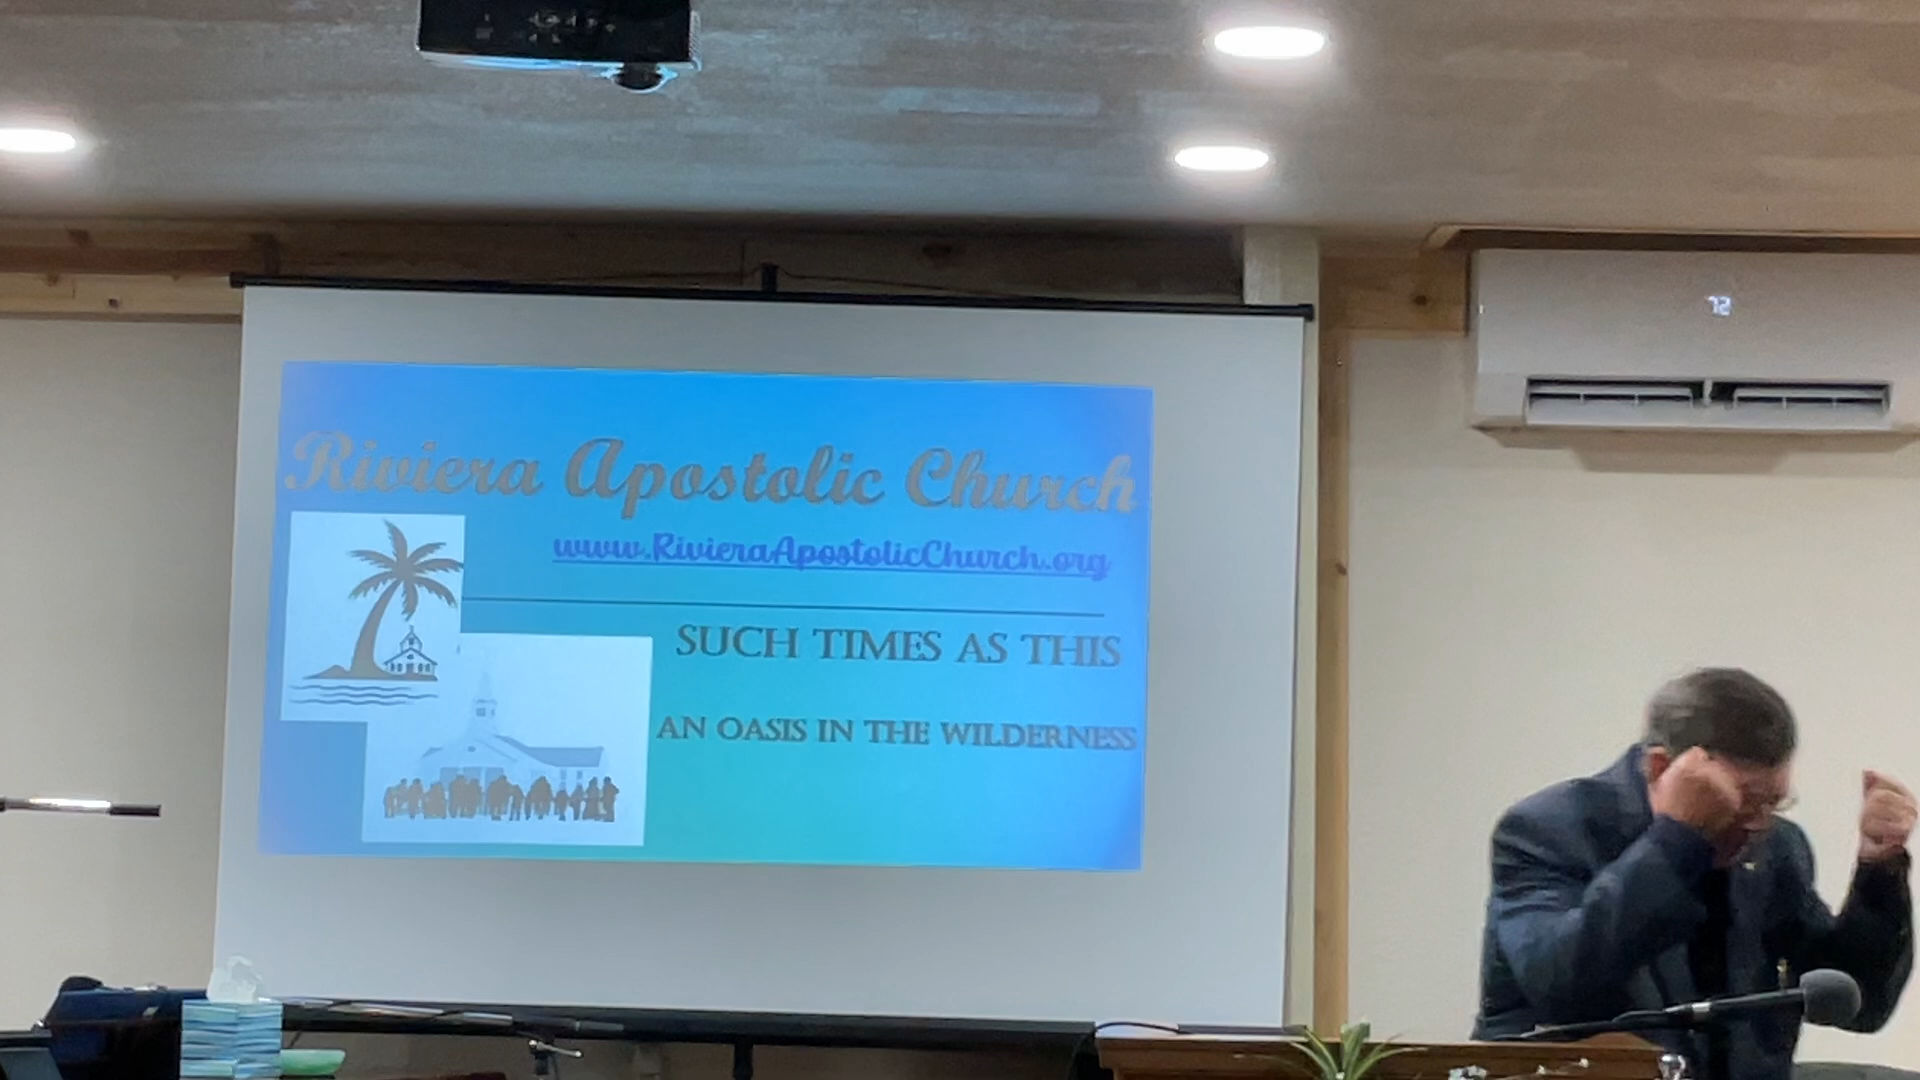 72
Riviera Apostolic Church
www.RivieraApostolicChurch.org
SUCH TIMES AS THIS
AN OASIS IN THE WILDERNESS